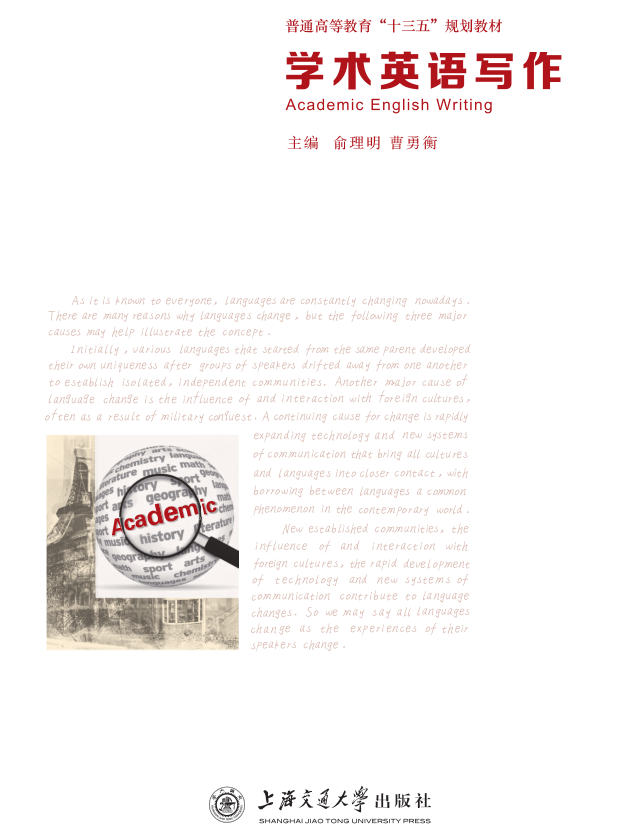 普通高等教育“十三五”规划教材
学术英语写作
Academic English Writing
主编 俞理明 曹勇衡
As it is known to everyone, languages are constantly changing nowadays.
There are many reasons why languages change, but the following three major
causes may help illustrate the concept.
Initially, various languages that started from the same parent developed
their own uniqueness after groups of speakers drifted away from one another
to establish isolated, independent communities. Another major cause of
language change is the influence of and interaction with foreign cultures,
often as a result of military conquest. A continuing cause for change is rapidly
expanding technology and new systems
of communication that bring all cultures
and languages into closer contact, with
borrowing between languages a common
phenomenon in the contemporary world.
New established communities, the
influence of and interaction with
foreign cultures, the rapid development
of technology and new systems of
communication contribute to language
changes. So we may say all languages
change as the experiences of their
speakers change.
chemistry
literature music math
history sport
geography
Academic
music history literature
geography
math sport arts
music chemistry
languages
上海交通大学出版社
SHANGHAI JIAO TONG UNIVERSITY PRESS